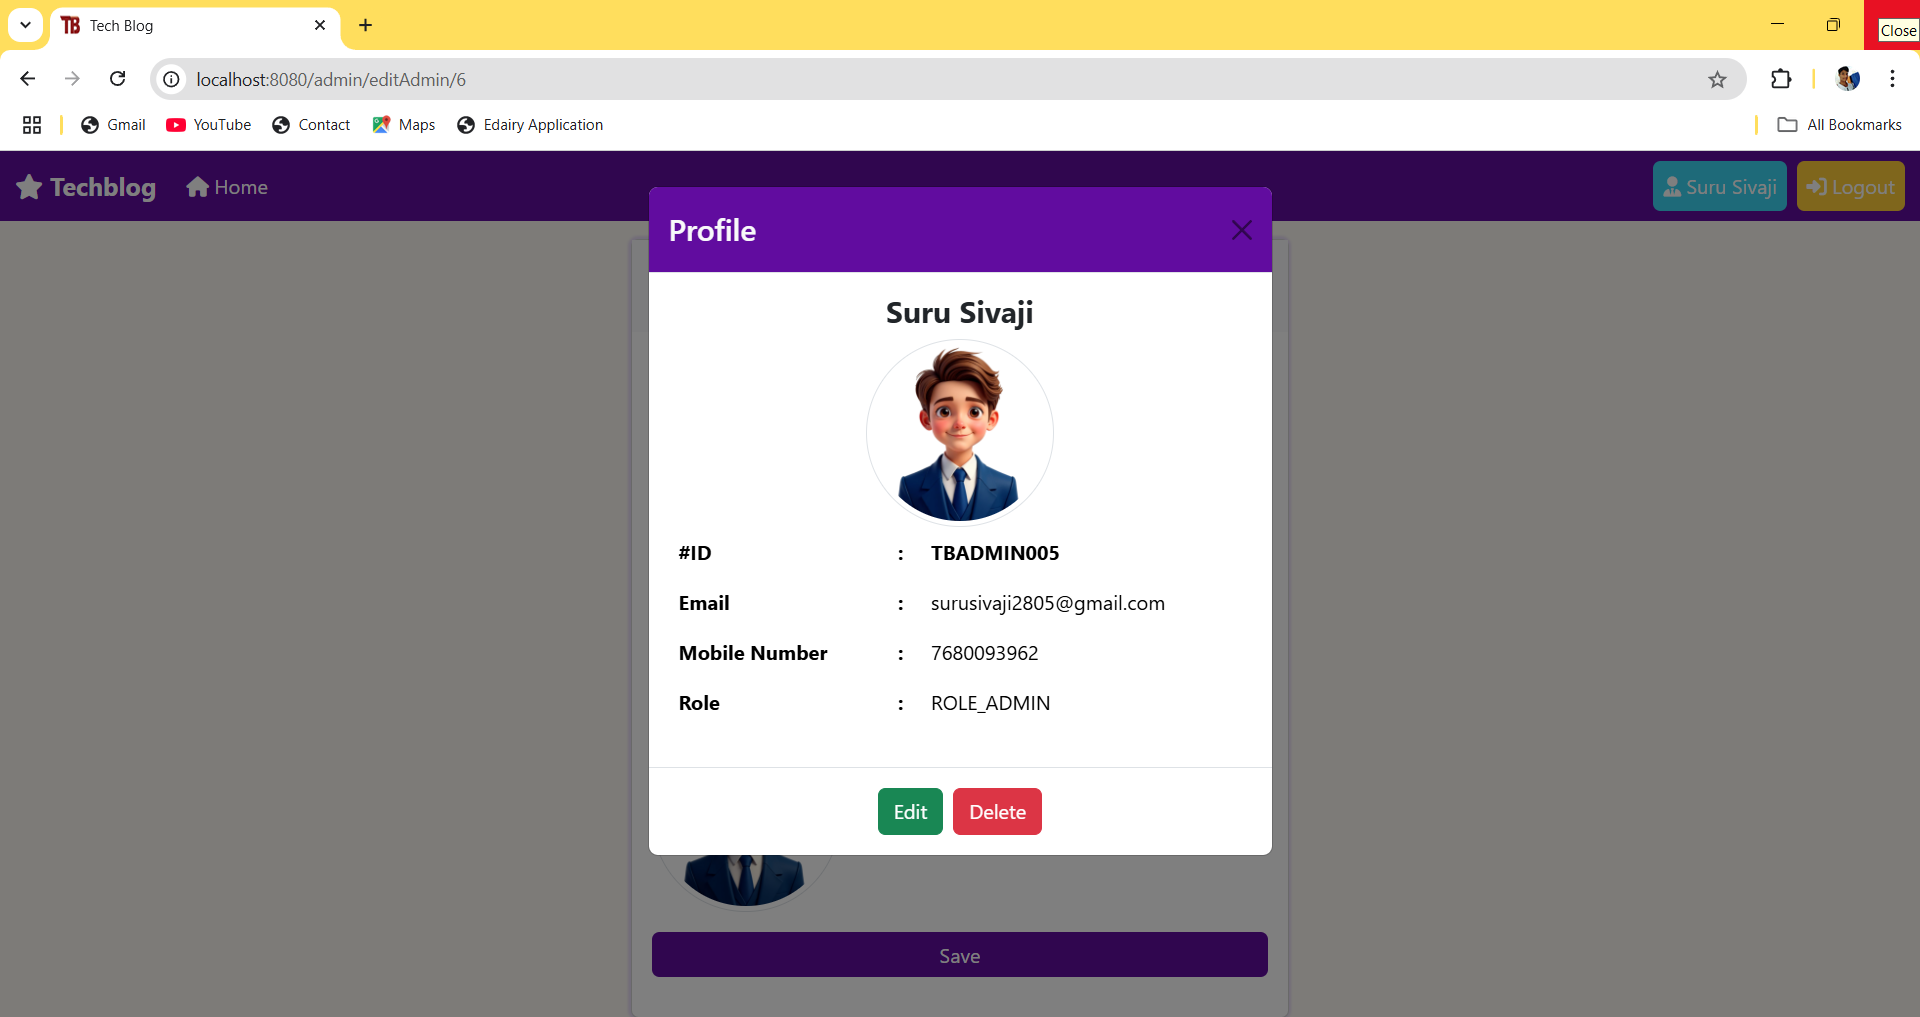 TB Tech Blog
Close
localhost:8080/admin/editAdmin/6
Gmail YouTube Contact Maps Edairy Application All Bookmarks
Techblog Home Suru Sivaji Logout
Profile
Suru Sivaji
#ID : TBADMIN005
Email : surusivaji2805@gmail.com
Mobile Number : 7680093962
Role : ROLE_ADMIN
Edit Delete
Save